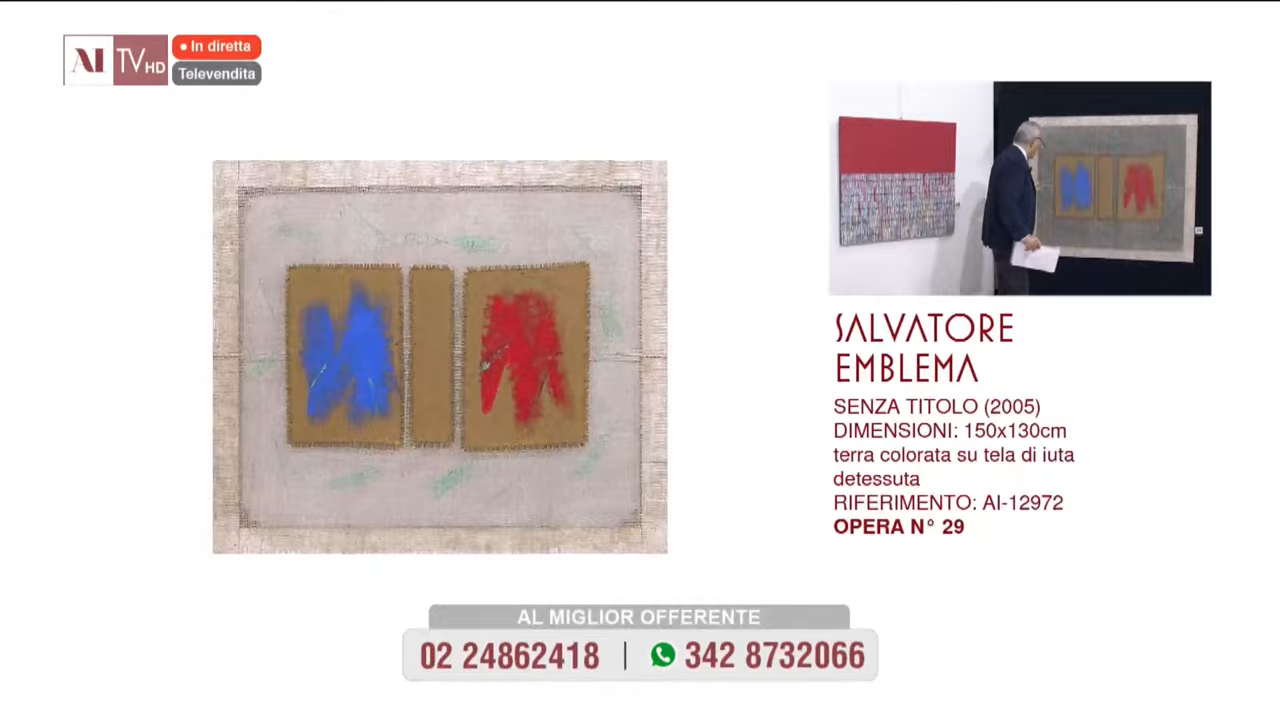 AI TV HD
• In diretta
Televendita
SALVATORE
EMBLEMA
SENZA TITOLO (2005)
DIMENSIONI: 150x130cm
terra colorata su tela di iuta
detessuta
RIFERIMENTO: AI-12972
OPERA N° 29
AL MIGLIOR OFFERENTE
02 24862418 | 342 8732066